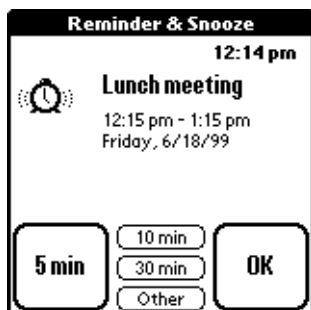 Reminder & Snooze
12:14 pm
Lunch meeting
12:15 pm - 1:15 pm
Friday, 6/18/99
10 min
5 min
30 min
OK
Other